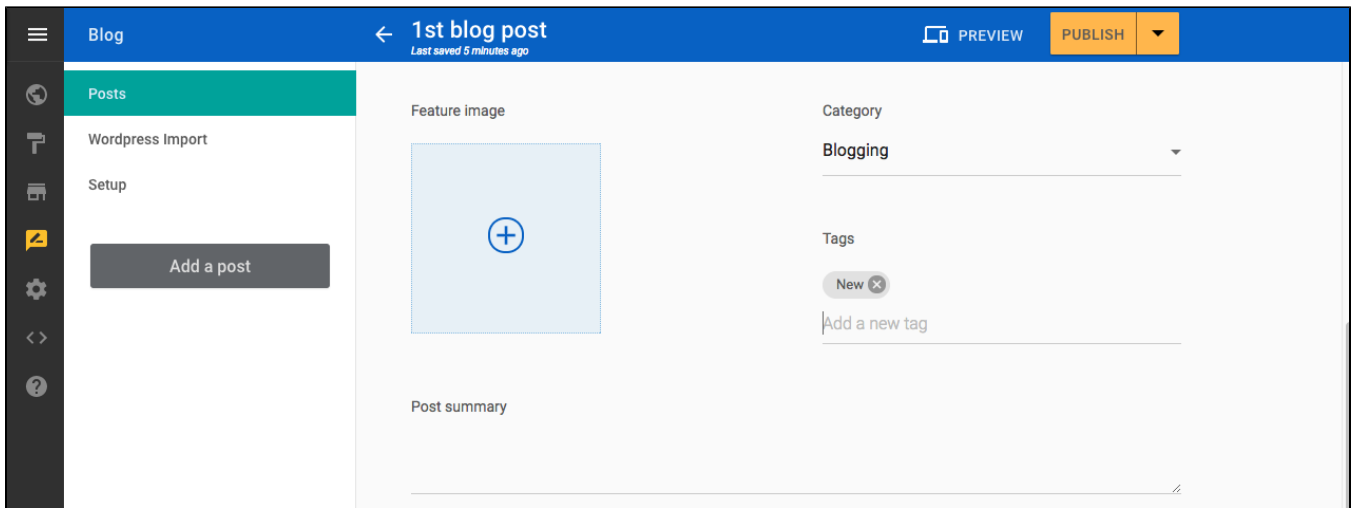 Blog
1st blog post
Last saved 5 minutes ago
PREVIEW
PUBLISH
Posts
Wordpress Import
Setup
Add a post
Feature image
Category
Blogging
Tags
New
Add a new tag
Post summary